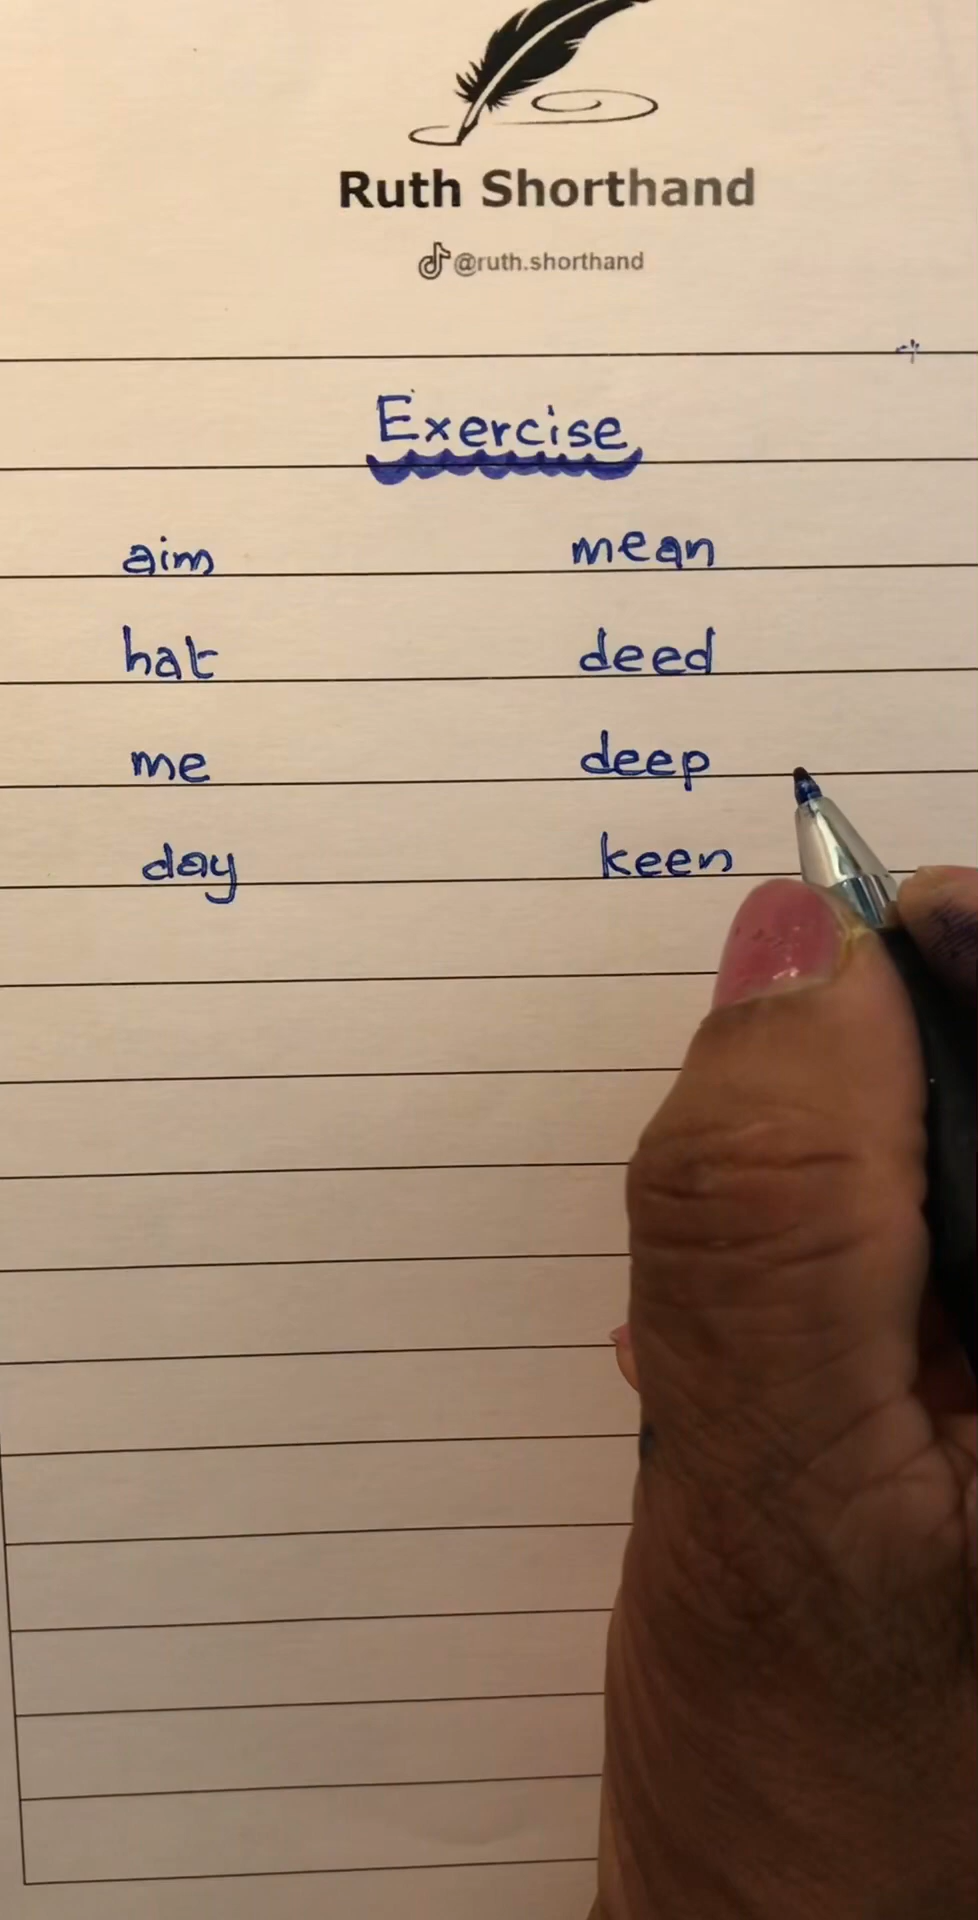 Ruth Shorthand
@ruth.shorthand
Exercise
aim mean
hat deed
me deep
day keen